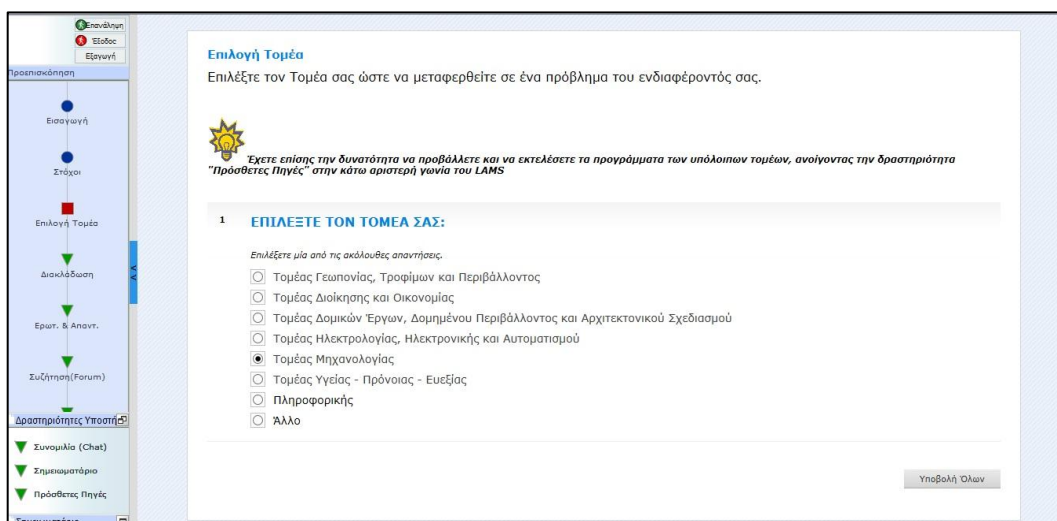 Επανάληψη
Έξοδος
Εξαγωγή
Προεπισκόπηση
Εισαγωγή
Στόχοι
Επιλογή Τομέα
Διακλάδωση
Ερωτ. & Απαντ.
Συζήτηση(Forum)
Δραστηριότητες Υποστή
Συνομιλία (Chat)
Σημειωματάριο
Πρόσθετες Πηγές
Σημειωματάριο
<<
Επιλογή Τομέα
Επιλέξτε τον Τομέα σας ώστε να μεταφερθείτε σε ένα πρόβλημα του ενδιαφέροντός σας.
Έχετε επίσης την δυνατότητα να προβάλλετε και να εκτελέσετε τα προγράμματα των υπόλοιπων τομέων, ανοίγοντας την δραστηριότητα
"Πρόσθετες Πηγές" στην κάτω αριστερή γωνία του LAMS
1 ΕΠΙΛΕΞΤΕ ΤΟΝ ΤΟΜΕΑ ΣΑΣ:
Επιλέξετε μία από τις ακόλουθες απαντήσεις.
Τομέας Γεωπονίας, Τροφίμων και Περιβάλλοντος
Τομέας Διοίκησης και Οικονομίας
Τομέας Δομικών Έργων, Δομημένου Περιβάλλοντος και Αρχιτεκτονικού Σχεδιασμού
Τομέας Ηλεκτρολογίας, Ηλεκτρονικής και Αυτοματισμού
Τομέας Μηχανολογίας
Τομέας Υγείας - Πρόνοιας - Ευεξίας
Πληροφορικής
Άλλο
Υποβολή Όλων